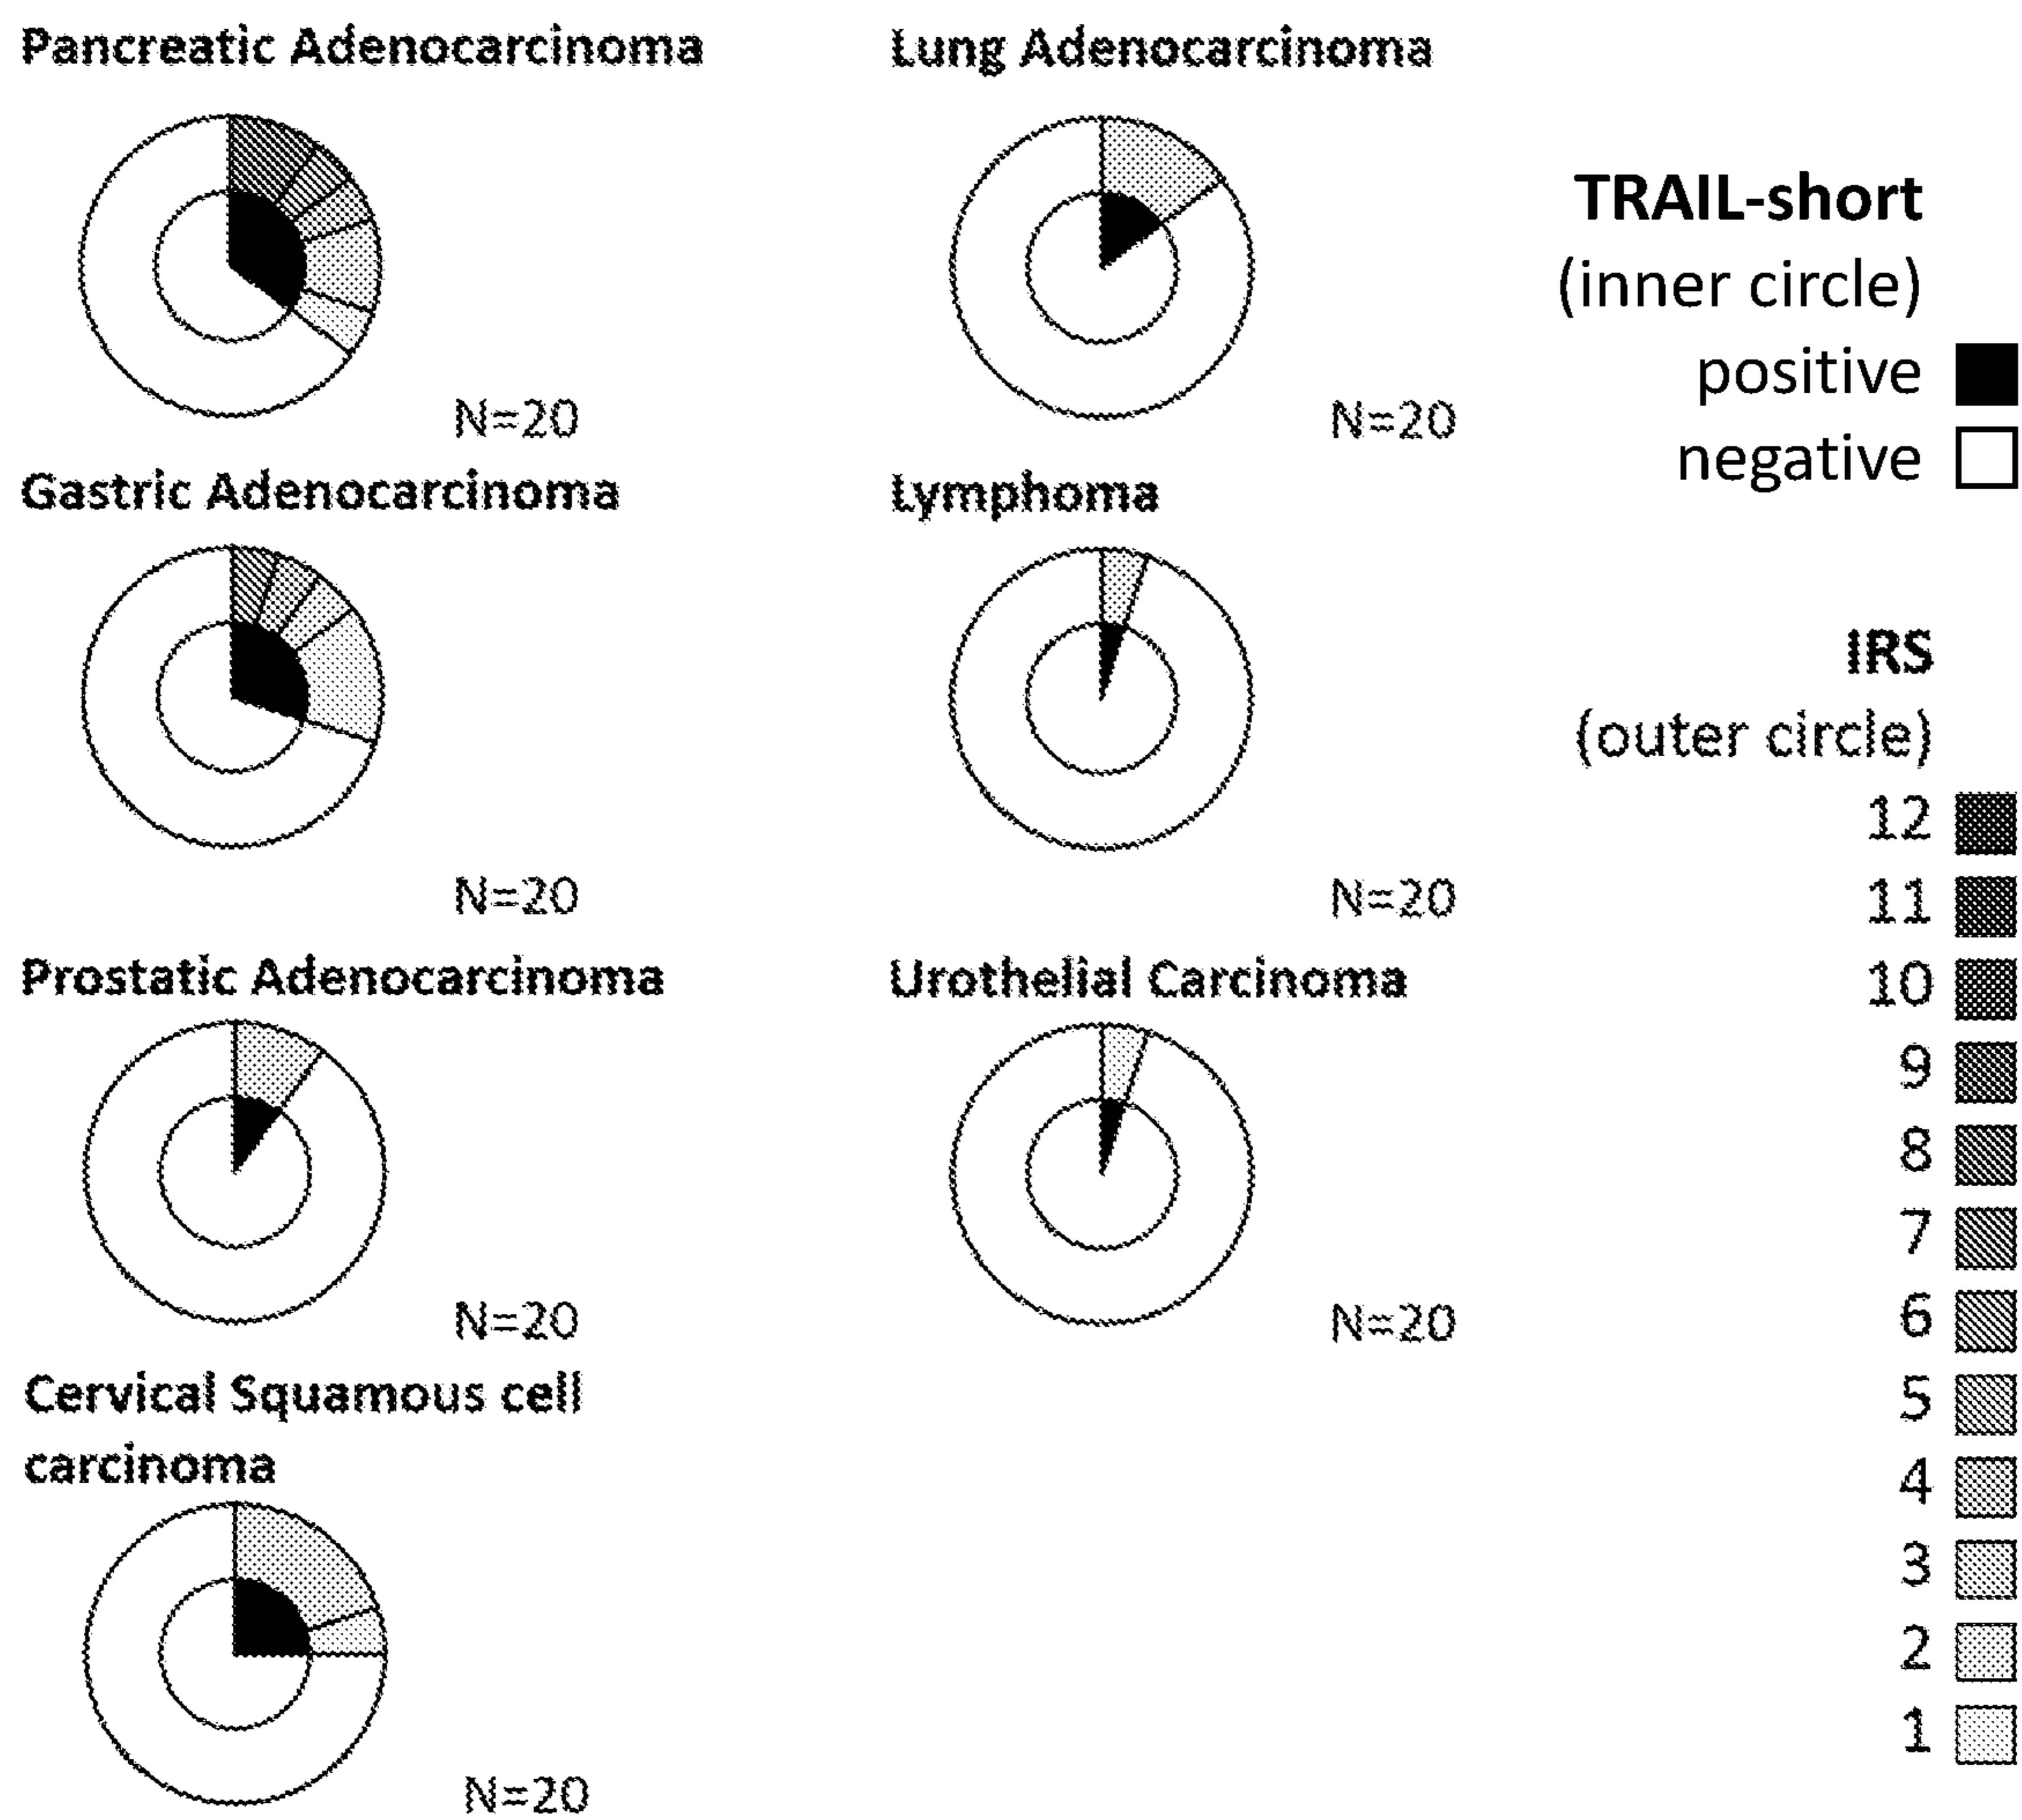 Pancreatic Adenocarcinoma
N=20
Lung Adenocarcinoma
N=20
Gastric Adenocarcinoma
N=20
Lymphoma
N=20
Prostatic Adenocarcinoma
N=20
Urothelial Carcinoma
N=20
Cervical Squamous cell
carcinoma
N=20
TRAIL-short
(inner circle)
positive
negative
IRS
(outer circle)
12
11
10
9
8
7
6
5
4
3
2
1